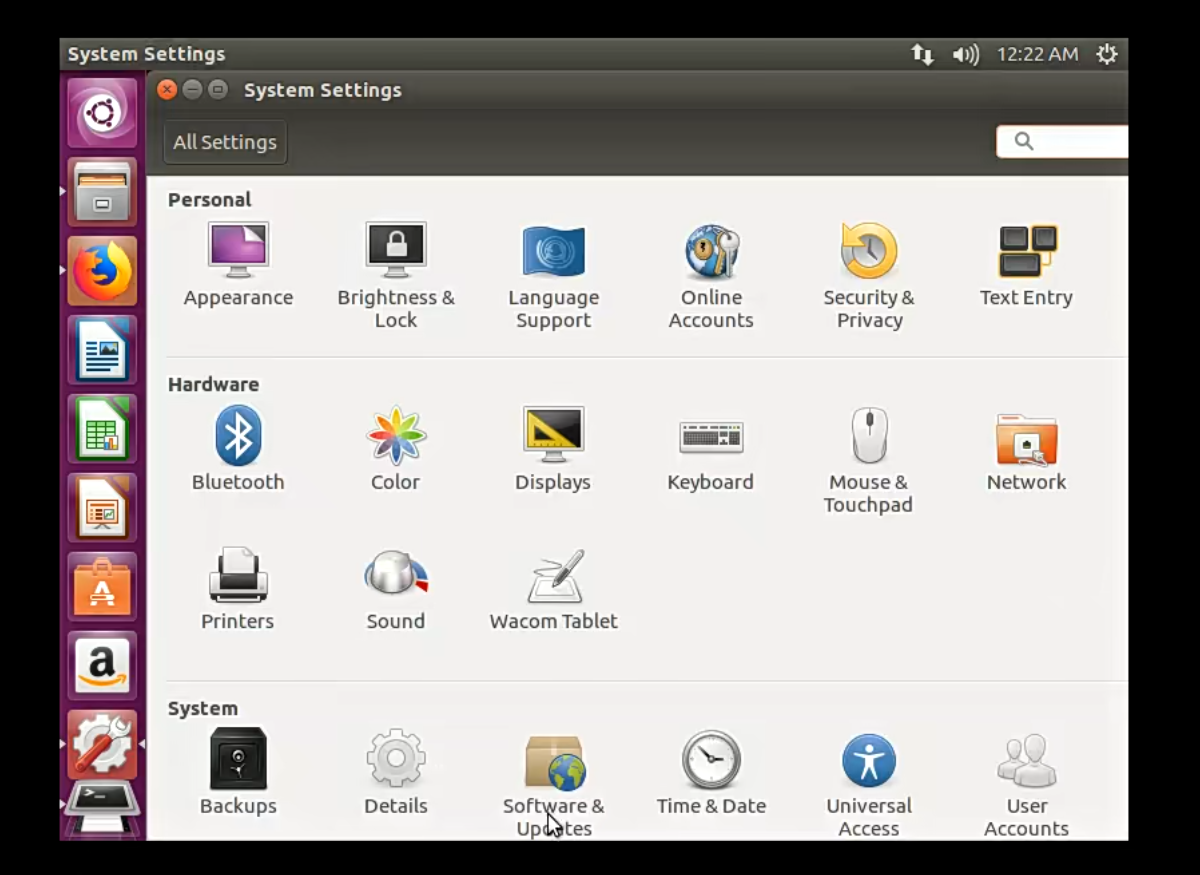 System Settings
12:22 AM
System Settings
All Settings
Personal
Appearance
Brightness &
Lock
Language
Support
Online
Accounts
Security &
Privacy
Text Entry
Hardware
Bluetooth
Color
Displays
Keyboard
Mouse &
Touchpad
Network
Printers
Sound
Wacom Tablet
System
Backups
Details
Software &
Updates
Time & Date
Universal
Access
User
Accounts